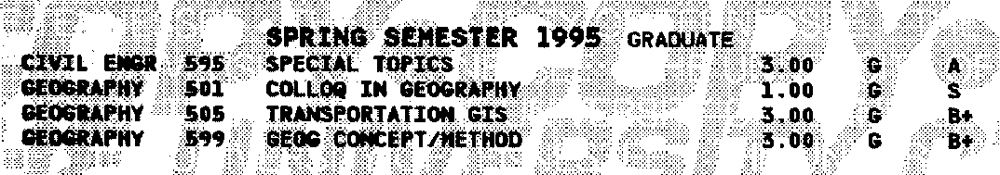 SPRING SEMESTER 1995 GRADUATE
CIVIL ENGR 595 SPECIAL TOPICS 3.00 G A
GEOGRAPHY 501 COLLOQ IN GEOGRAPHY 1.00 G S
GEOGRAPHY 505 TRANSPORTATION GIS 3.00 G B+
GEOGRAPHY 599 GEOG CONCEPT/METHOD 3.00 G B+